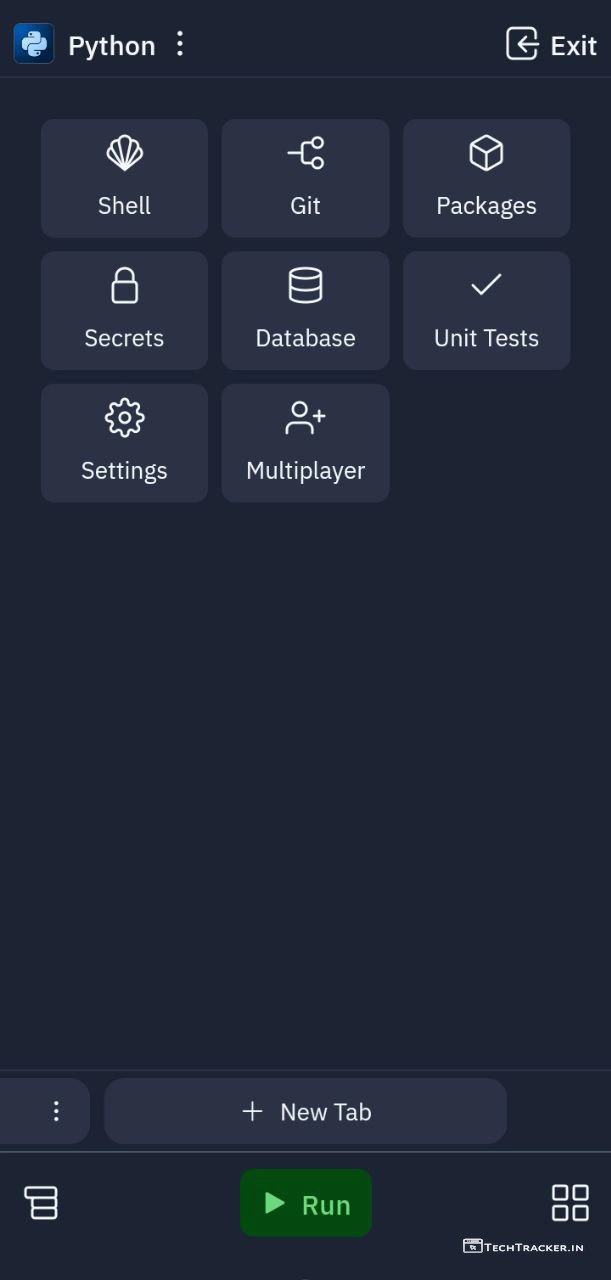 Python
Exit
Shell
Git
Packages
Secrets
Database
Unit Tests
Settings
Multiplayer
New Tab
Run
TECHTRACKER.IN